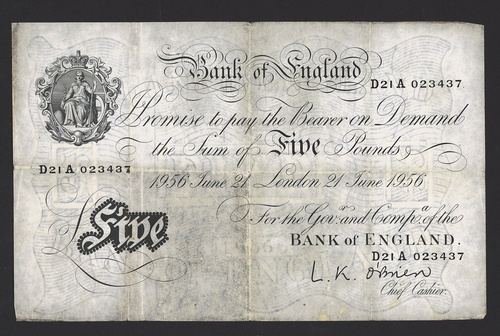 Bank of England
D21A 023437
I Promise to pay the Bearer on Demand
the Sum of Five Pounds
D21A 023437
1956 June 21 London 21 June 1956
For the Gov.r and Comp.a of the
BANK of ENGLAND.
Five
D21A 023437
L. K. O'Brien
Chief Cashier.